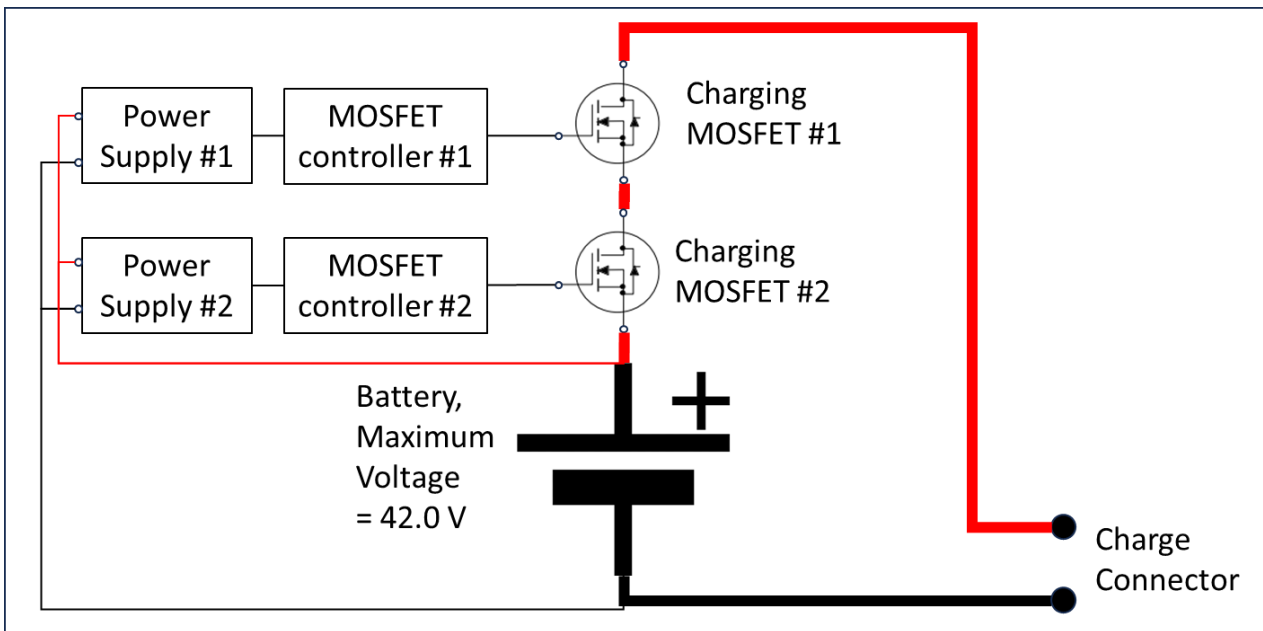 Power
Supply #1
MOSFET
controller #1
Charging
MOSFET #1
Power
Supply #2
MOSFET
controller #2
Charging
MOSFET #2
Battery,
Maximum
Voltage
= 42.0 V
+
Charge
Connector